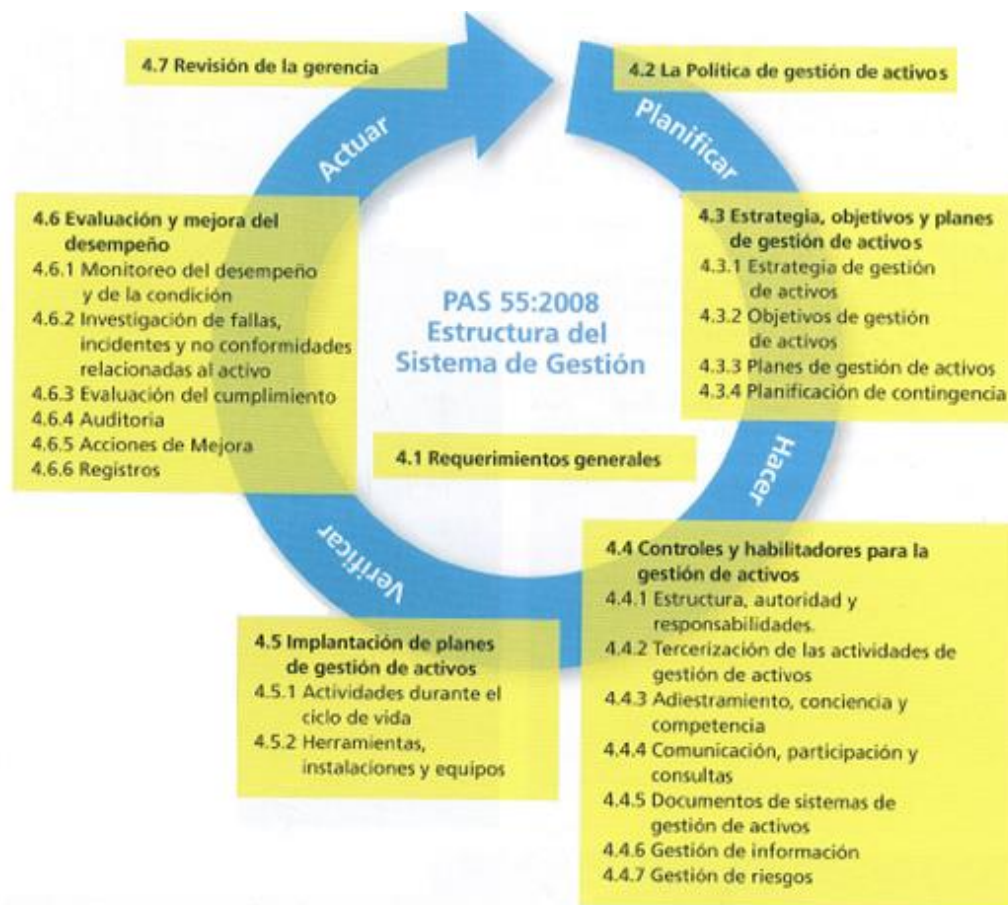 4.7 Revisión de la gerencia
4.2 La Política de gestión de activos
Actuar
Planificar
4.6 Evaluación y mejora del
desempeño
4.6.1 Monitoreo del desempeño
y de la condición
4.6.2 Investigación de fallas,
incidentes y no conformidades
relacionadas al activo
4.6.3 Evaluación del cumplimiento
4.6.4 Auditoria
4.6.5 Acciones de Mejora
4.6.6 Registros
PAS 55:2008
Estructura del
Sistema de Gestión
4.3 Estrategia, objetivos y planes
de gestión de activos
4.3.1 Estrategia de gestión
de activos
4.3.2 Objetivos de gestión
de activos
4.3.3 Planes de gestión de activos
4.3.4 Planificación de contingencia
4.1 Requerimientos generales
Hacer
Verificar
4.4 Controles y habilitadores para la
gestión de activos
4.4.1 Estructura, autoridad y
responsabilidades.
4.4.2 Tercerización de las actividades de
gestión de activos
4.4.3 Adiestramiento, conciencia y
competencia
4.4.4 Comunicación, participación y
consultas
4.4.5 Documentos de sistemas de
gestión de activos
4.4.6 Gestión de información
4.4.7 Gestión de riesgos
4.5 Implantación de planes
de gestión de activos
4.5.1 Actividades durante el
ciclo de vida
4.5.2 Herramientas,
instalaciones y equipos